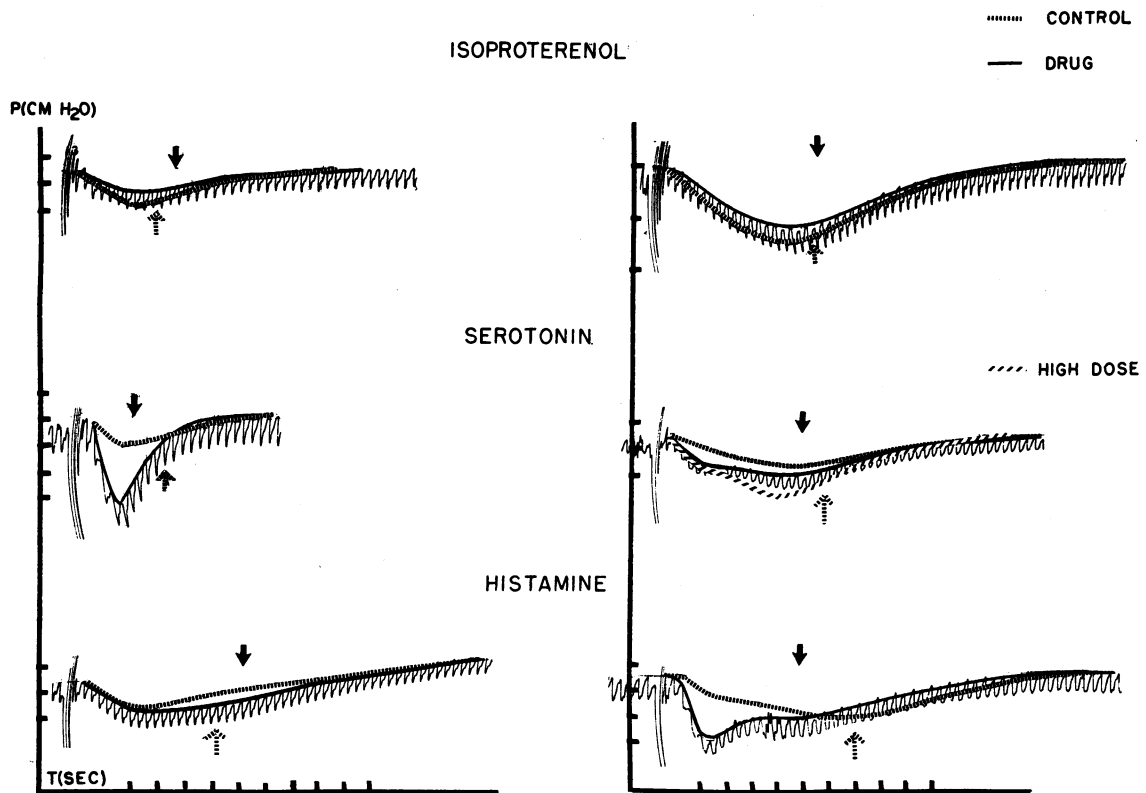 CONTROL
ISOPROTERENOL
DRUG
P(CM H2O)
SEROTONIN
HIGH DOSE
HISTAMINE
T(SEC)